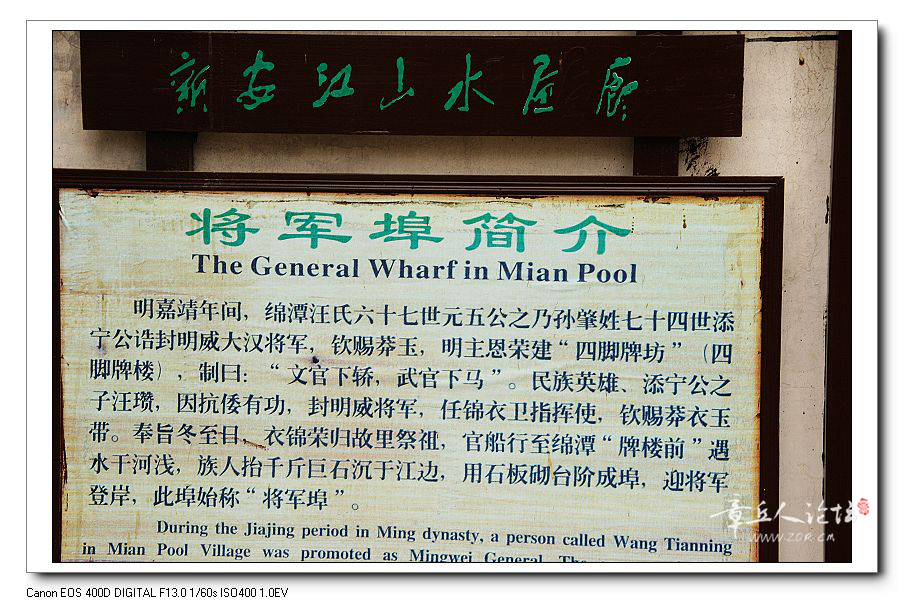 新安江山水画廊
将军埠简介
The General Wharf in Mian Pool
明嘉靖年间，绵潭汪氏六十七世元五公之乃孙肇姓七十四世添
宁公诰封明威大汉将军，钦赐莽玉，明主恩荣建“四脚牌坊”（四
脚牌楼），制曰：“文官下轿，武官下马”。民族英雄、添宁公之
子汪瓒，因抗倭有功，封明威将军，任锦衣卫指挥使，钦赐莽衣玉
带。奉旨冬至日，衣锦荣归故里祭祖，官船行至绵潭“牌楼前”遇
水干河浅，族人抬千斤巨石沉于江边，用石板砌台阶成埠，迎将军
登岸，此埠始称“将军埠”。
During the Jiajing period in Ming dynasty, a person called Wang Tianning
in Mian Pool Village was promoted as Mingwei General. The
章丘人论坛
www.ZQR.CN
Canon EOS 400D DIGITAL F13.0 1/60s ISO400 1.0EV